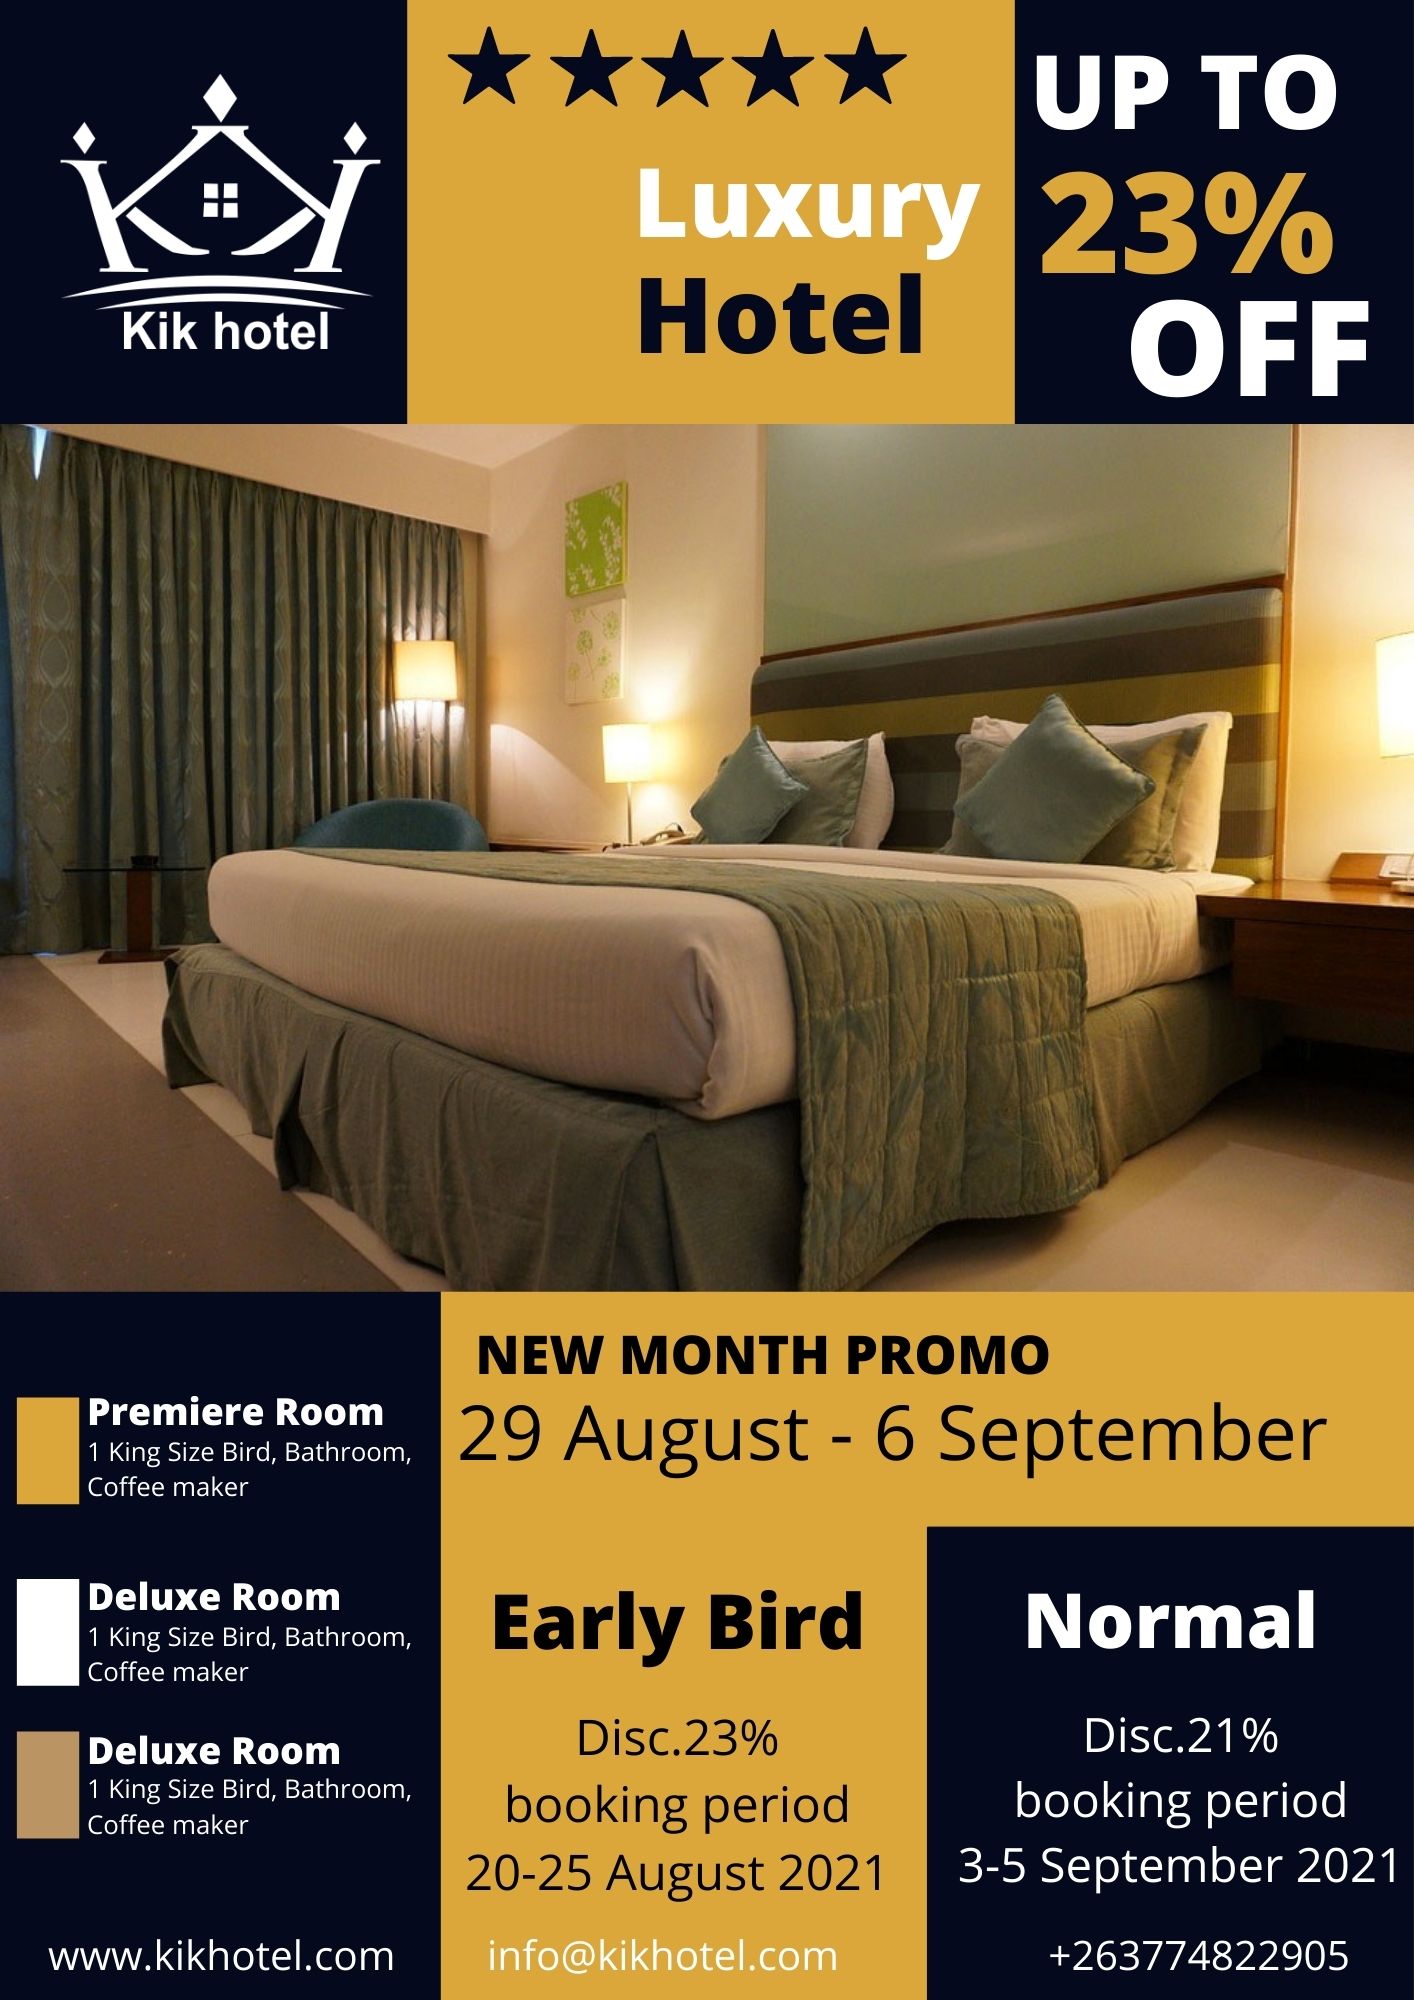 Kik hotel
Luxury
Hotel
UP TO
23%
OFF
NEW MONTH PROMO
29 August - 6 September
Premiere Room
1 King Size Bird, Bathroom,
Coffee maker
Deluxe Room
1 King Size Bird, Bathroom,
Coffee maker
Deluxe Room
1 King Size Bird, Bathroom,
Coffee maker
Early Bird
Disc.23%
booking period
20-25 August 2021
Normal
Disc.21%
booking period
3-5 September 2021
www.kikhotel.com
info@kikhotel.com
+263774822905